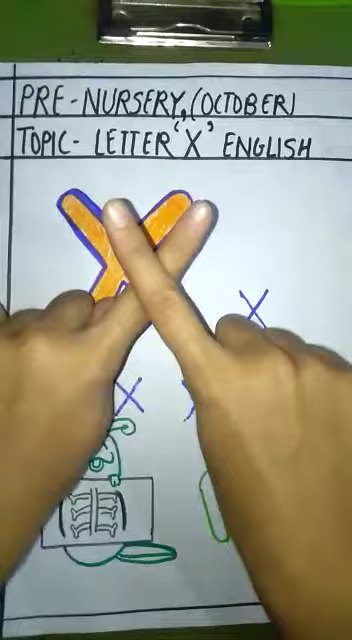 PRE-NURSERY,(OCTOBER)
TOPIC- LETTER 'X' ENGLISH
X
X
X